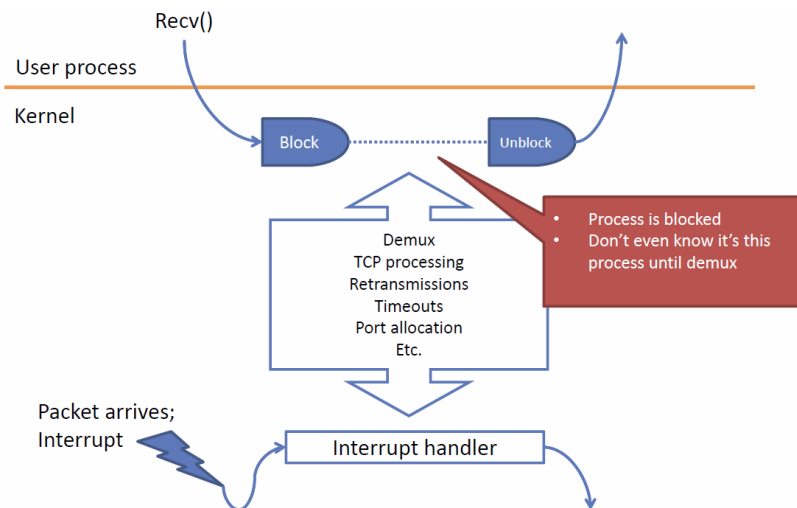 Recv()
User process
Kernel
Block
Unblock
• Process is blocked
• Don't even know it's this
process until demux
Demux
TCP processing
Retransmissions
Timeouts
Port allocation
Etc.
Packet arrives;
Interrupt
Interrupt handler